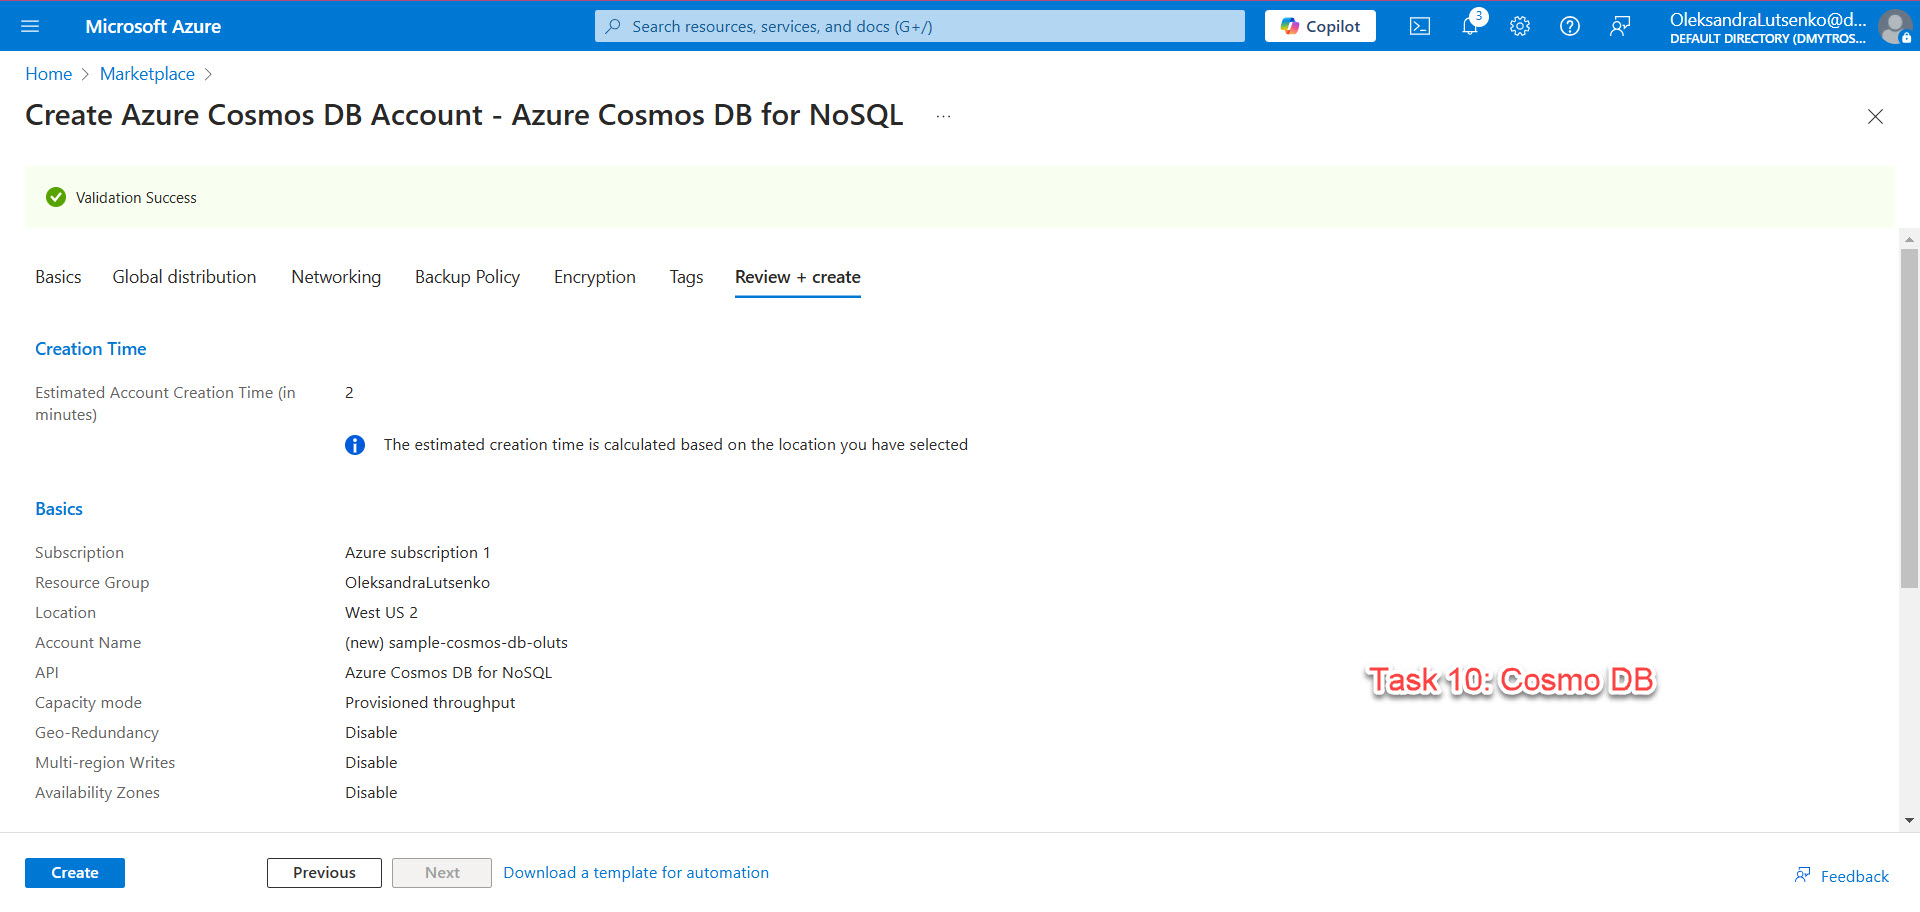 Microsoft Azure
Search resources, services, and docs (G+/)
Copilot
3
OleksandraLutsenko@d...
DEFAULT DIRECTORY (DMYTROS...
Home > Marketplace >
Create Azure Cosmos DB Account - Azure Cosmos DB for NoSQL ...
Validation Success
Basics Global distribution Networking Backup Policy Encryption Tags Review + create
Creation Time
Estimated Account Creation Time (in 2
minutes)
The estimated creation time is calculated based on the location you have selected
Basics
Subscription Azure subscription 1
Resource Group OleksandraLutsenko
Location West US 2
Account Name (new) sample-cosmos-db-oluts
API Azure Cosmos DB for NoSQL
Capacity mode Provisioned throughput
Geo-Redundancy Disable
Multi-region Writes Disable
Availability Zones Disable
Task 10: Cosmo DB
Create Previous Next Download a template for automation
Feedback